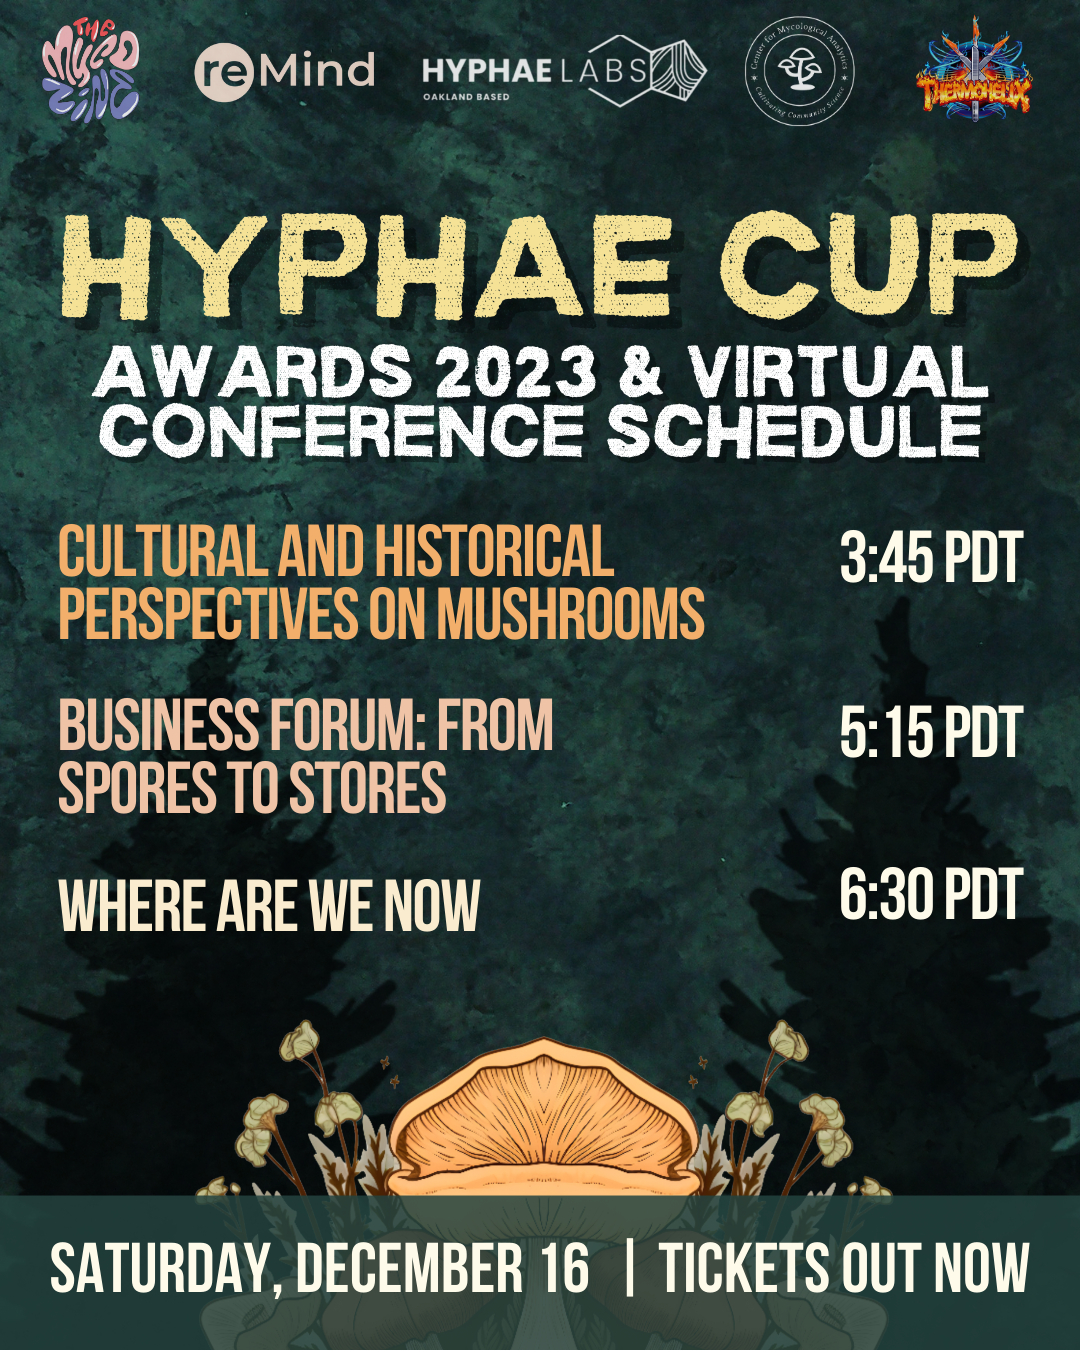 THE MYCO ZINE
reMind
HYPHAE LABS
OAKLAND BASED
Center for Mycological Analytics
Cultivating Community Science
THERMOHELIX
HYPHAE CUP
AWARDS 2023 & VIRTUAL
CONFERENCE SCHEDULE
CULTURAL AND HISTORICAL
PERSPECTIVES ON MUSHROOMS
3:45 PDT
BUSINESS FORUM: FROM
SPORES TO STORES
5:15 PDT
WHERE ARE WE NOW
6:30 PDT
SATURDAY, DECEMBER 16 | TICKETS OUT NOW